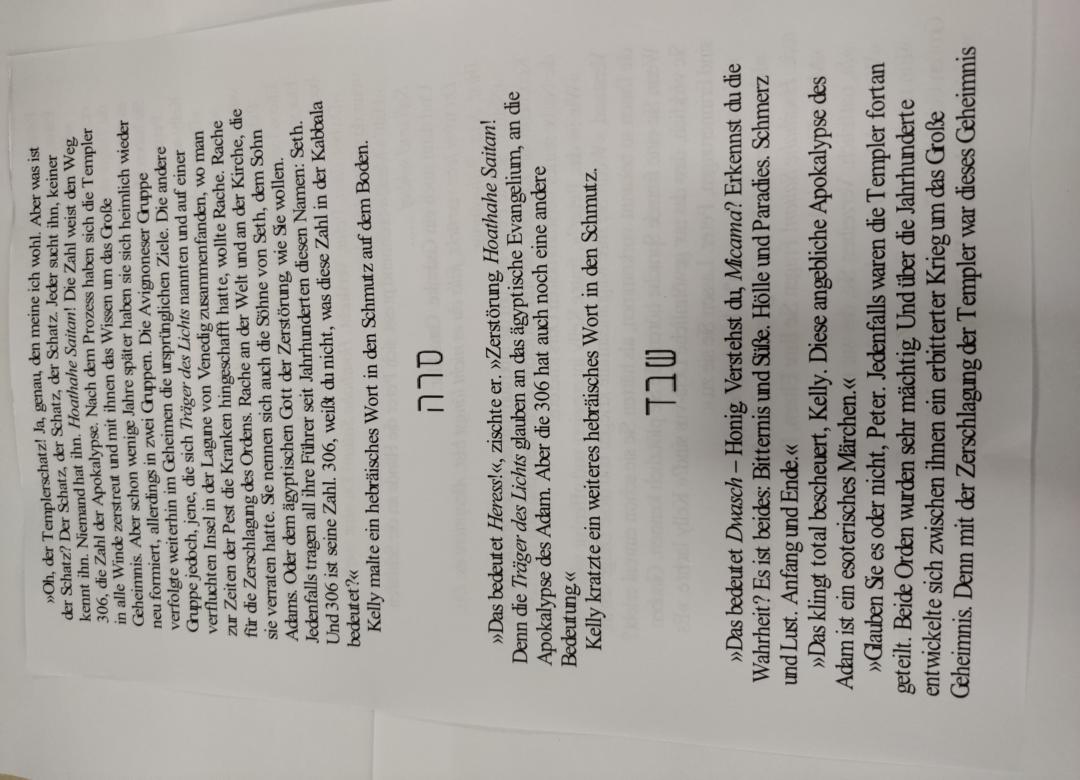 »Oh, der Templerschatz! Ja, genau, den meine ich wohl. Aber was ist
der Schatz? Der Schatz, der Schatz, der Schatz. Jeder sucht ihn, keiner
kennt ihn. Niemand hat ihn. Hoathahe Saitan! Die Zahl weist den Weg.
306, die Zahl der Apokalypse. Nach dem Prozess haben sich die Templer
in alle Winde zerstreut und mit ihnen das Wissen um das Große
Geheimnis. Aber schon wenige Jahre später haben sie sich heimlich wieder
neu formiert, allerdings in zwei Gruppen. Die Avignoneser Gruppe
verfolgte weiterhin im Geheimen die ursprünglichen Ziele. Die andere
Gruppe jedoch, jene, die sich Träger des Lichts nannten und auf einer
verfluchten Insel in der Lagune von Venedig zusammenfanden, wo man
zur Zeiten der Pest die Kranken hingeschafft hatte, wollte Rache. Rache
für die Zerschlagung des Ordens. Rache an der Welt und an der Kirche, die
sie verraten hatte. Sie nennen sich auch die Söhne von Seth, dem Sohn
Adams. Oder dem ägyptischen Gott der Zerstörung, wie Sie wollen.
Jedenfalls tragen all ihre Führer seit Jahrhunderten diesen Namen: Seth.
Und 306 ist seine Zahl. 306, weißt du nicht, was diese Zahl in der Kabbala
bedeutet?«
Kelly malte ein hebräisches Wort in den Schmutz auf dem Boden.
הרס
»Das bedeutet Heress!«, zischte er. »Zerstörung. Hoathahe Saitan!
Denn die Träger des Lichts glauben an das ägyptische Evangelium, an die
Apokalypse des Adam. Aber die 306 hat auch noch eine andere
Bedeutung.«
Kelly kratzte ein weiteres hebräisches Wort in den Schmutz.
דבש
»Das bedeutet Dwasch – Honig. Verstehst du, Micama? Erkennst du die
Wahrheit? Es ist beides: Bitternis und Süße. Hölle und Paradies. Schmerz
und Lust. Anfang und Ende.«
»Das klingt total bescheuert, Kelly. Diese angebliche Apokalypse des
Adam ist ein esoterisches Märchen.«
»Glauben Sie es oder nicht, Peter. Jedenfalls waren die Templer fortan
geteilt. Beide Orden wurden sehr mächtig. Und über die Jahrhunderte
entwickelte sich zwischen ihnen ein erbitterter Krieg um das Große
Geheimnis. Denn mit der Zerschlagung der Templer war dieses Geheimnis